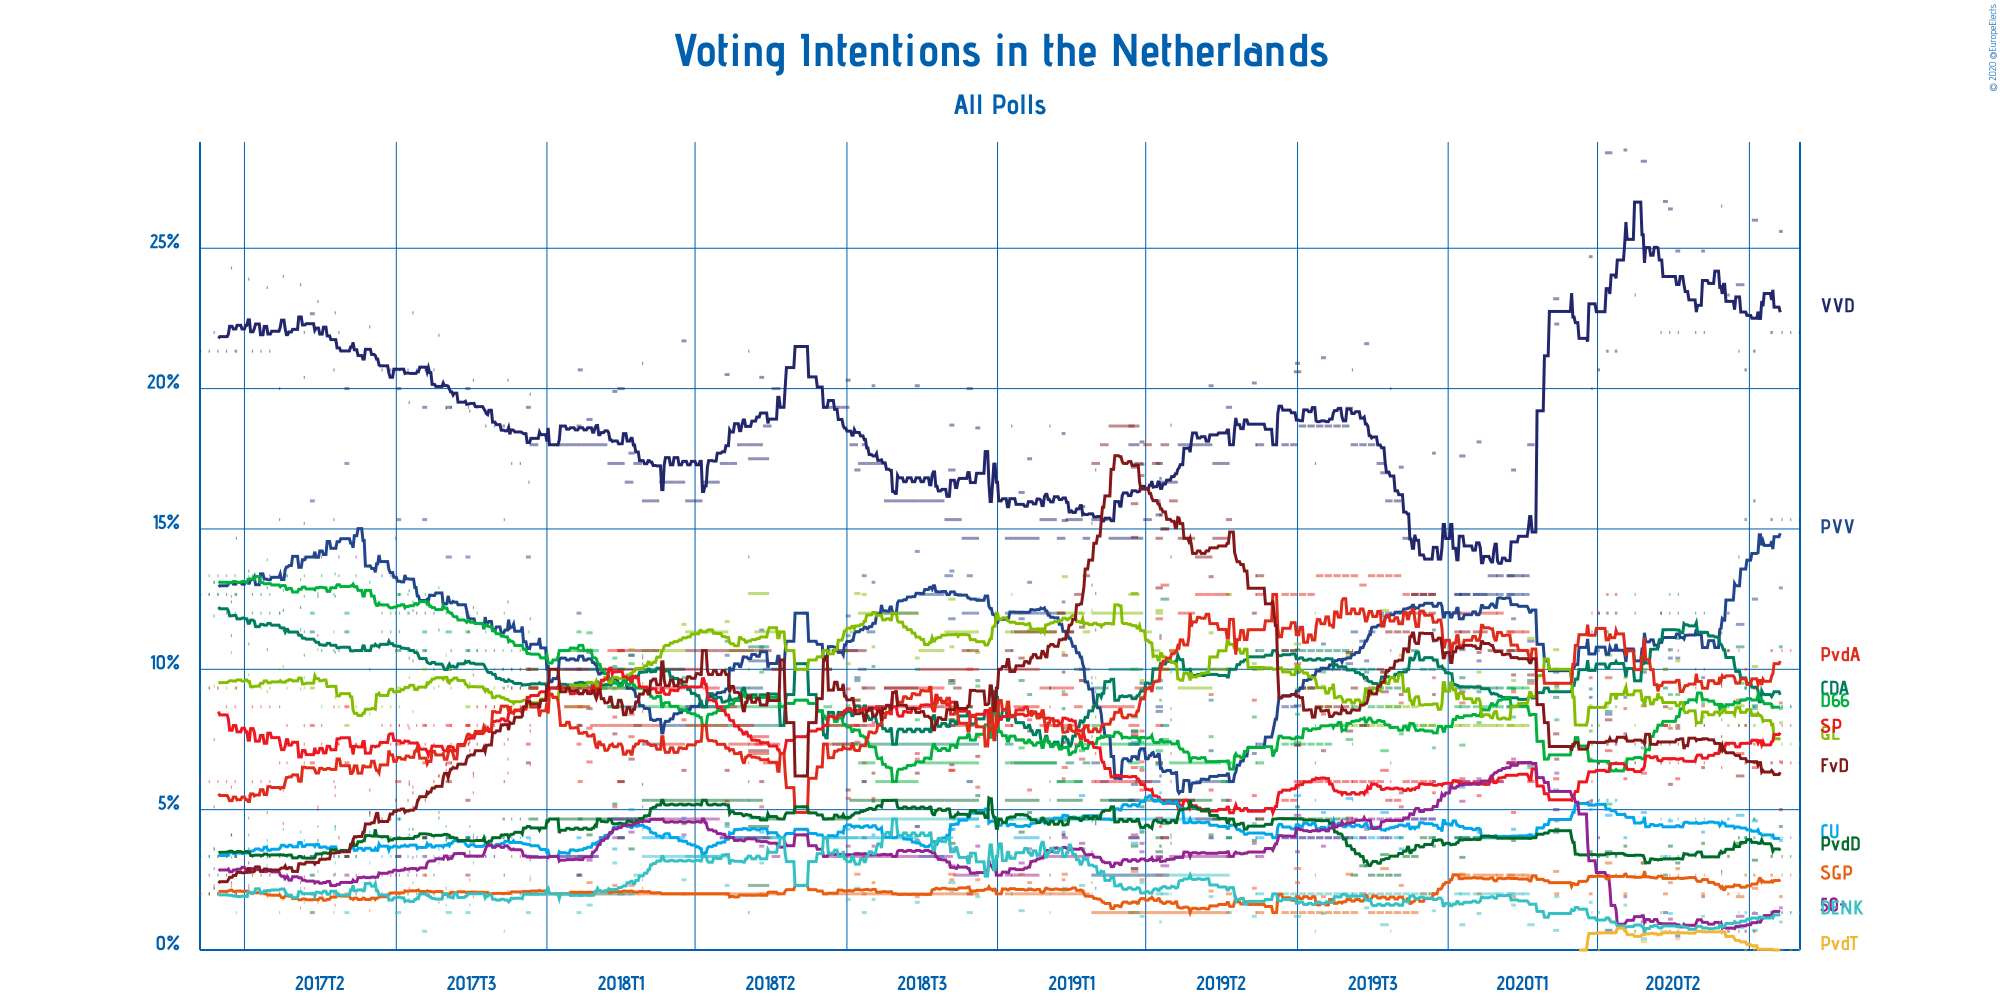 Voting Intentions in the Netherlands
All Polls
© 2020 @EuropeElects
25%
20%
15%
10%
5%
0%
VVD
PVV
PvdA
CDA
D66
SP
GL
FvD
CU
PvdD
SGP
50+
DENK
PvdT
2017T2
2017T3
2018T1
2018T2
2018T3
2019T1
2019T2
2019T3
2020T1
2020T2